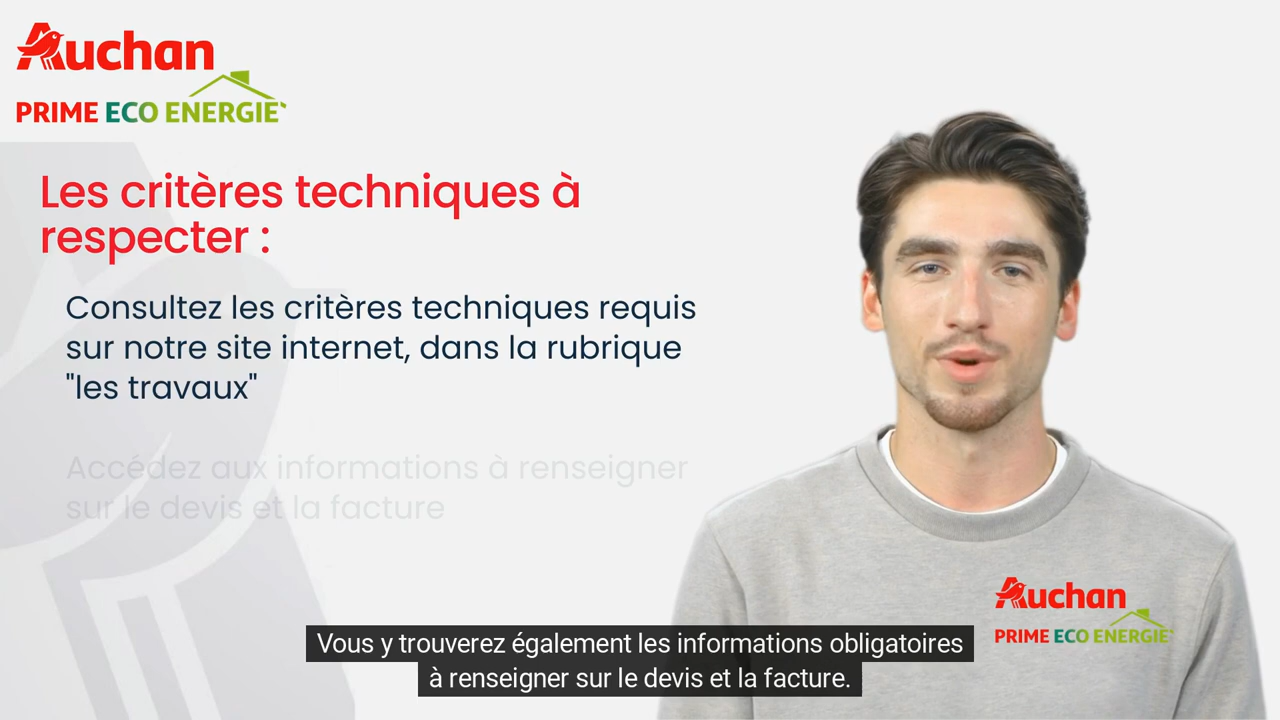 Auchan
PRIME ECO ENERGIE
Les critères techniques à
respecter :
Consultez les critères techniques requis
sur notre site internet, dans la rubrique
"les travaux"
Accédez aux informations à renseigner
sur le devis et la facture
Auchan
PRIME ECO ENERGIE
Vous y trouverez également les informations obligatoires
à renseigner sur le devis et la facture.